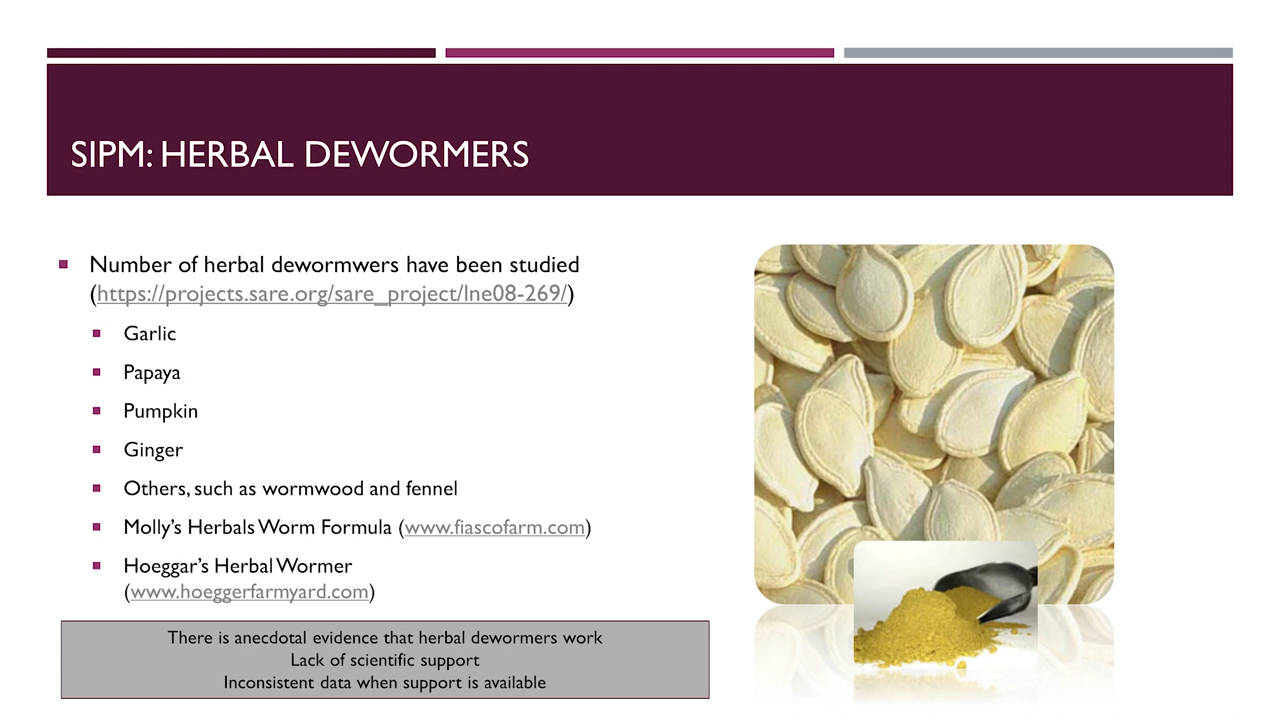 SIPM: HERBAL DEWORMERS
Number of herbal dewormwers have been studied
(https://projects.sare.org/sare_project/lne08-269/)
Garlic
Papaya
Pumpkin
Ginger
Others, such as wormwood and fennel
Molly's Herbals Worm Formula (www.fiascofarm.com)
Hoeggar's Herbal Wormer
(www.hoeggerfarmyard.com)
There is anecdotal evidence that herbal dewormers work
Lack of scientific support
Inconsistent data when support is available